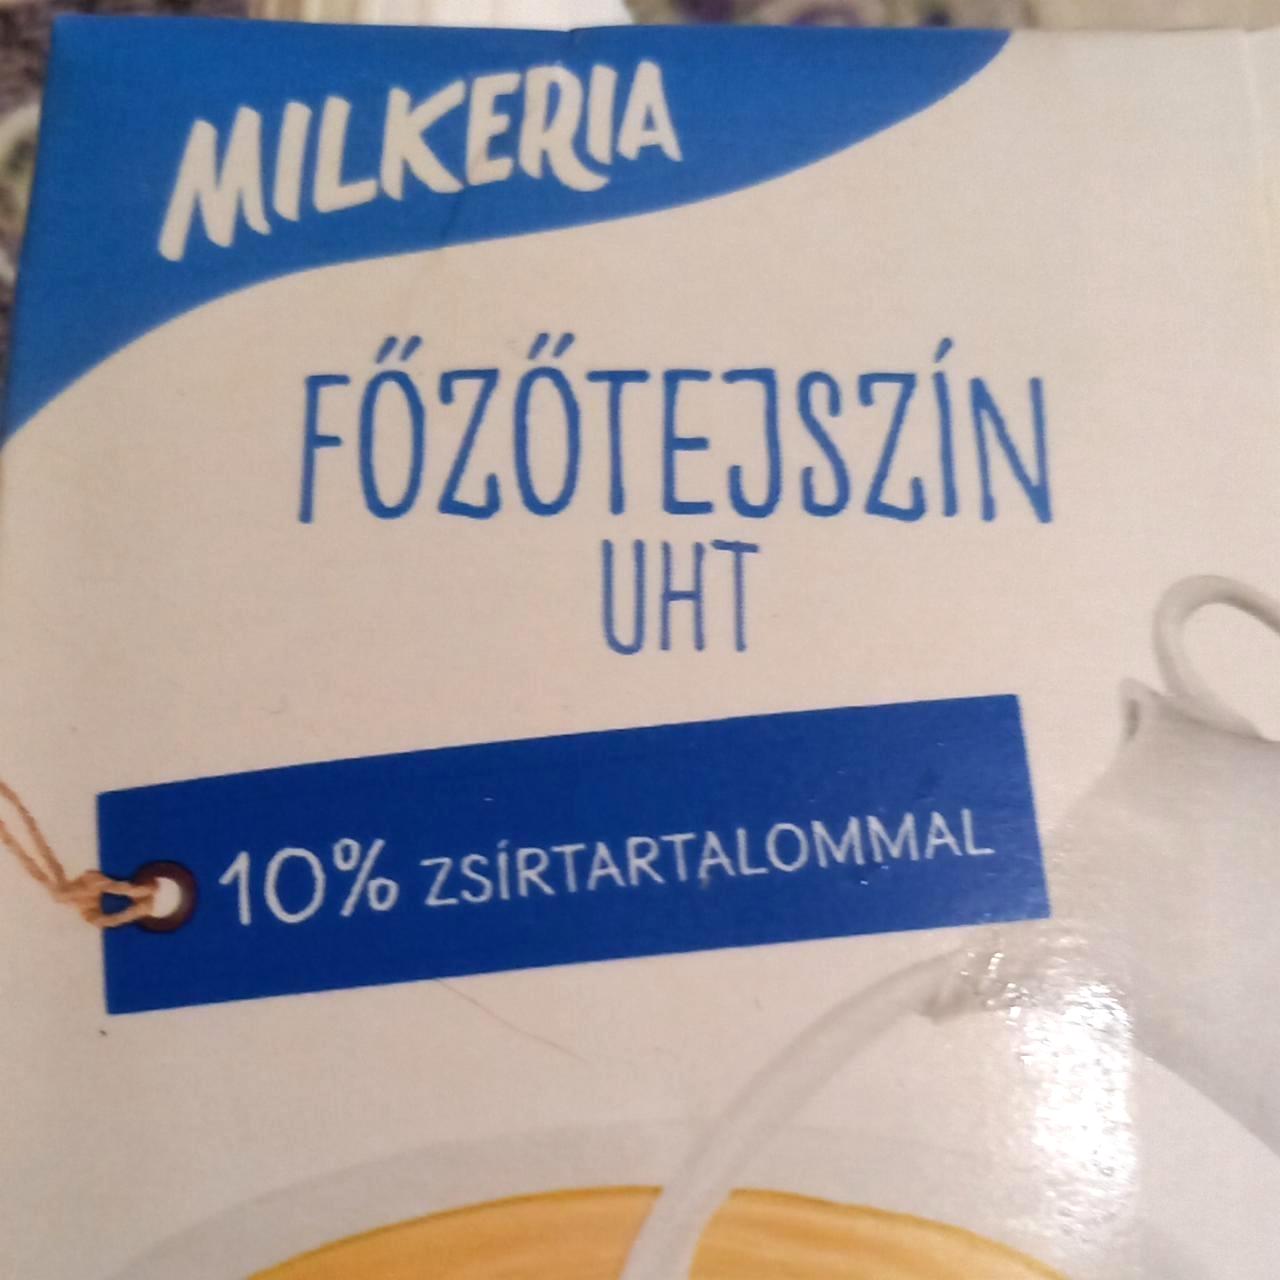 MILKERIA
FŐZŐTEJSZÍN
UHT
10% ZSÍRTARTALOMMAL